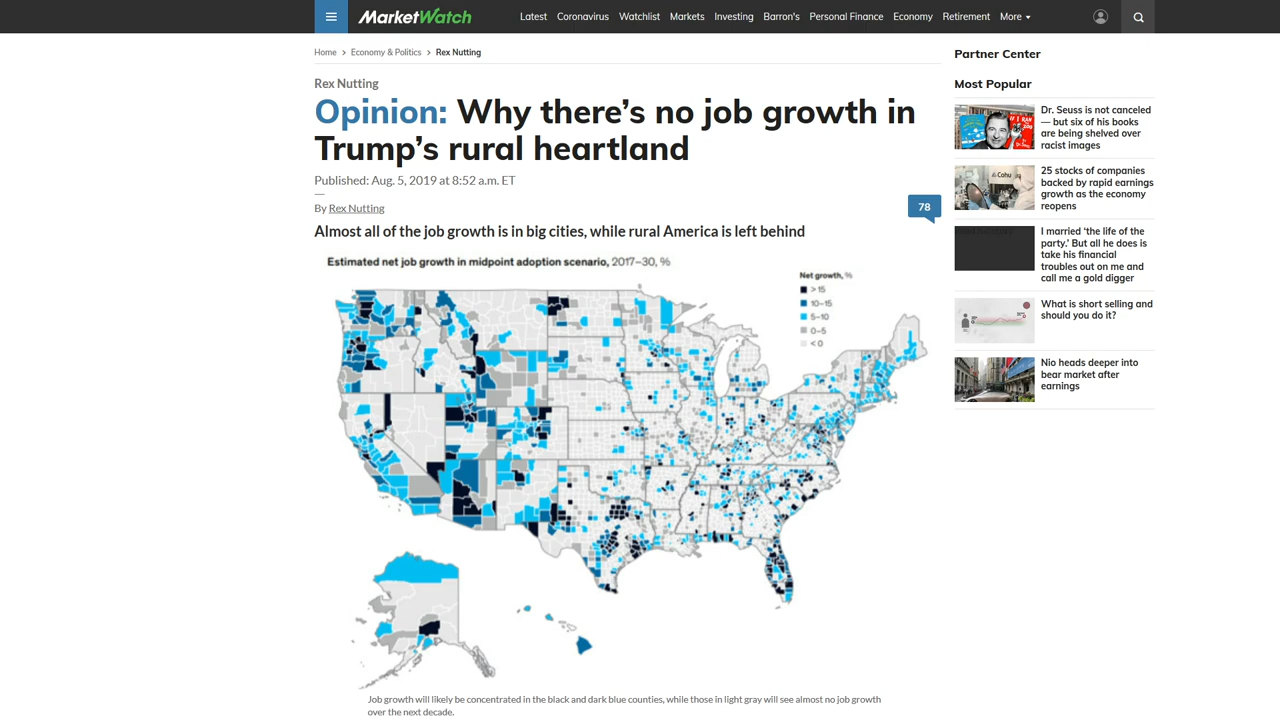 MarketWatch
Latest Coronavirus Watchlist Markets Investing Barron's Personal Finance Economy Retirement More
Home > Economy & Politics > Rex Nutting
Rex Nutting
Opinion: Why there's no job growth in
Trump's rural heartland
Published: Aug. 5, 2019 at 8:52 a.m. ET
By Rex Nutting
78
Almost all of the job growth is in big cities, while rural America is left behind
Estimated net job growth in midpoint adoption scenario, 2017–30, %
Net growth, %
> 15
10–15
5–10
0–5
< 0
Job growth will likely be concentrated in the black and dark blue counties, while those in light gray will see almost no job growth
over the next decade.
Partner Center
Most Popular
Dr. Seuss is not canceled
— but six of his books
are being shelved over
racist images
25 stocks of companies
backed by rapid earnings
growth as the economy
reopens
I married 'the life of the
party.' But all he does is
take his financial
troubles out on me and
call me a gold digger
What is short selling and
should you do it?
Nio heads deeper into
bear market after
earnings